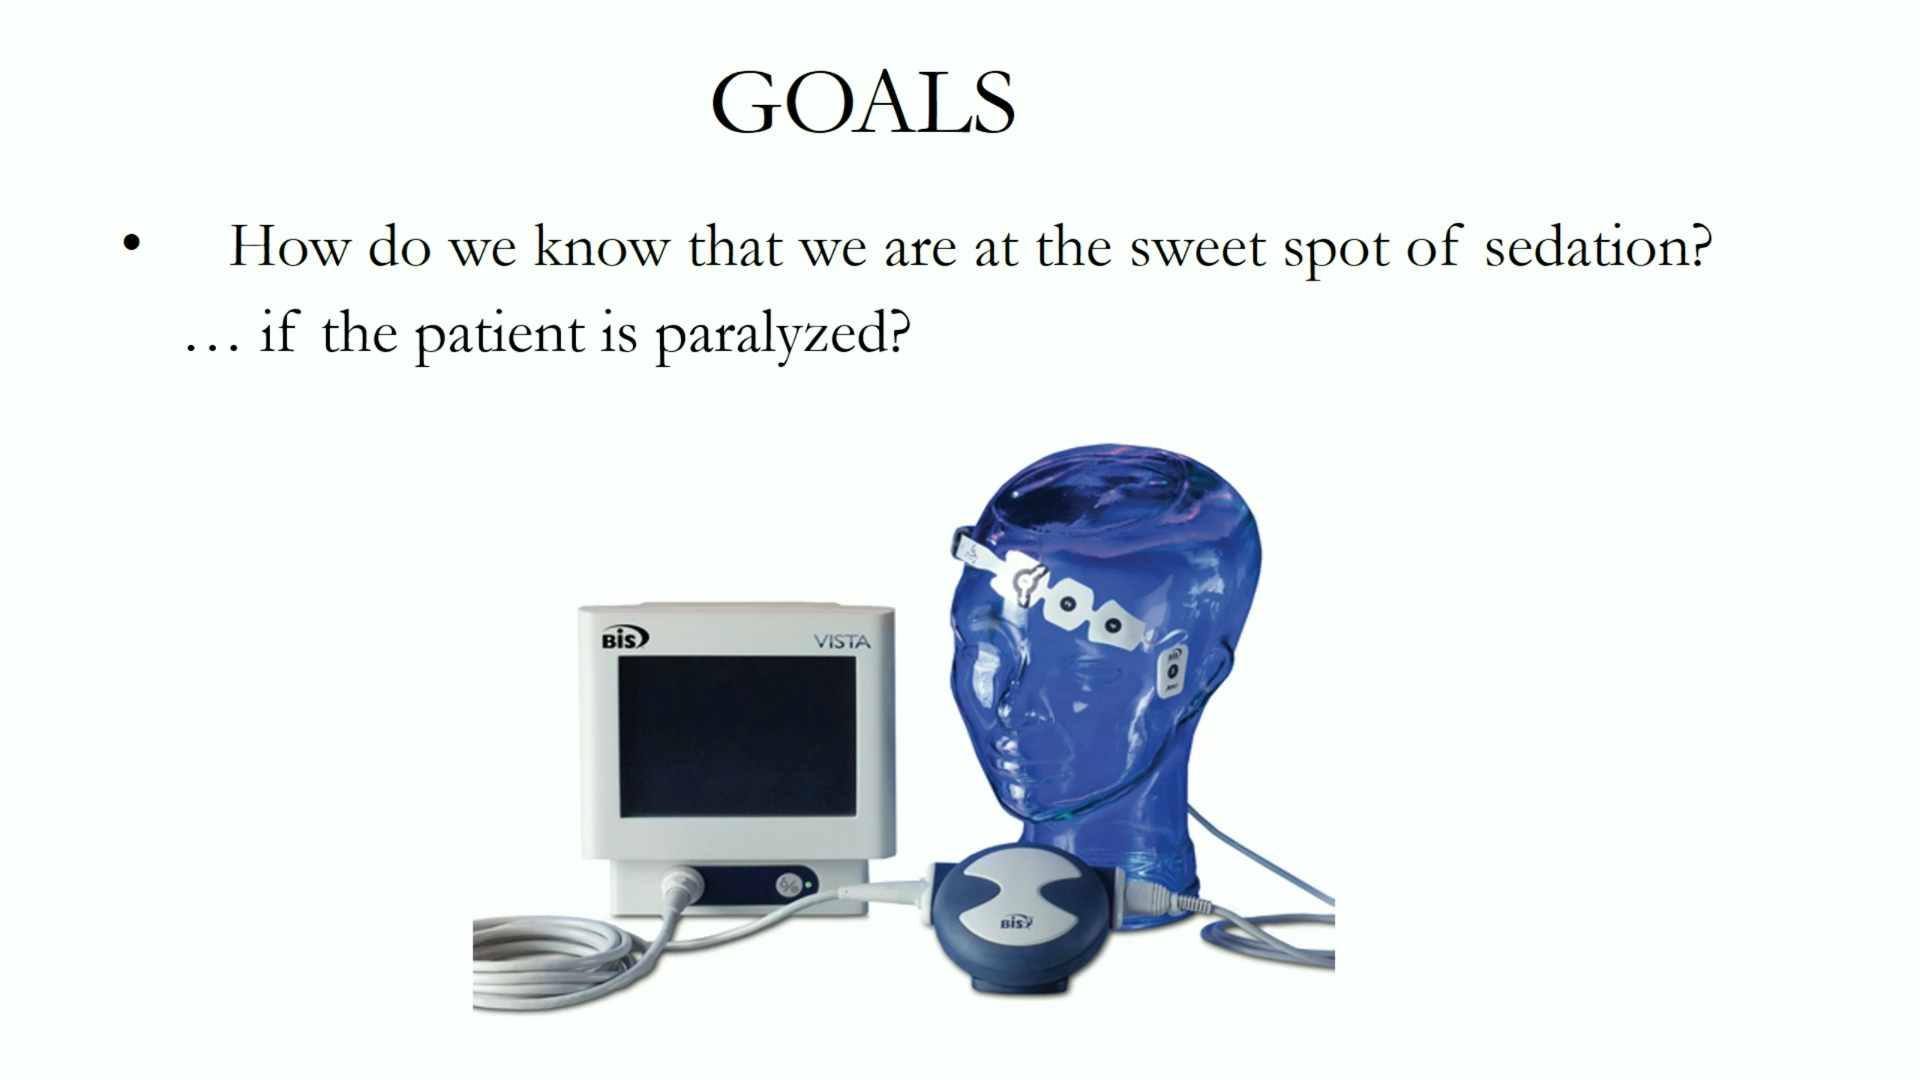 GOALS
• How do we know that we are at the sweet spot of sedation?
… if the patient is paralyzed?
BIS
VISTA
BIS
BIS